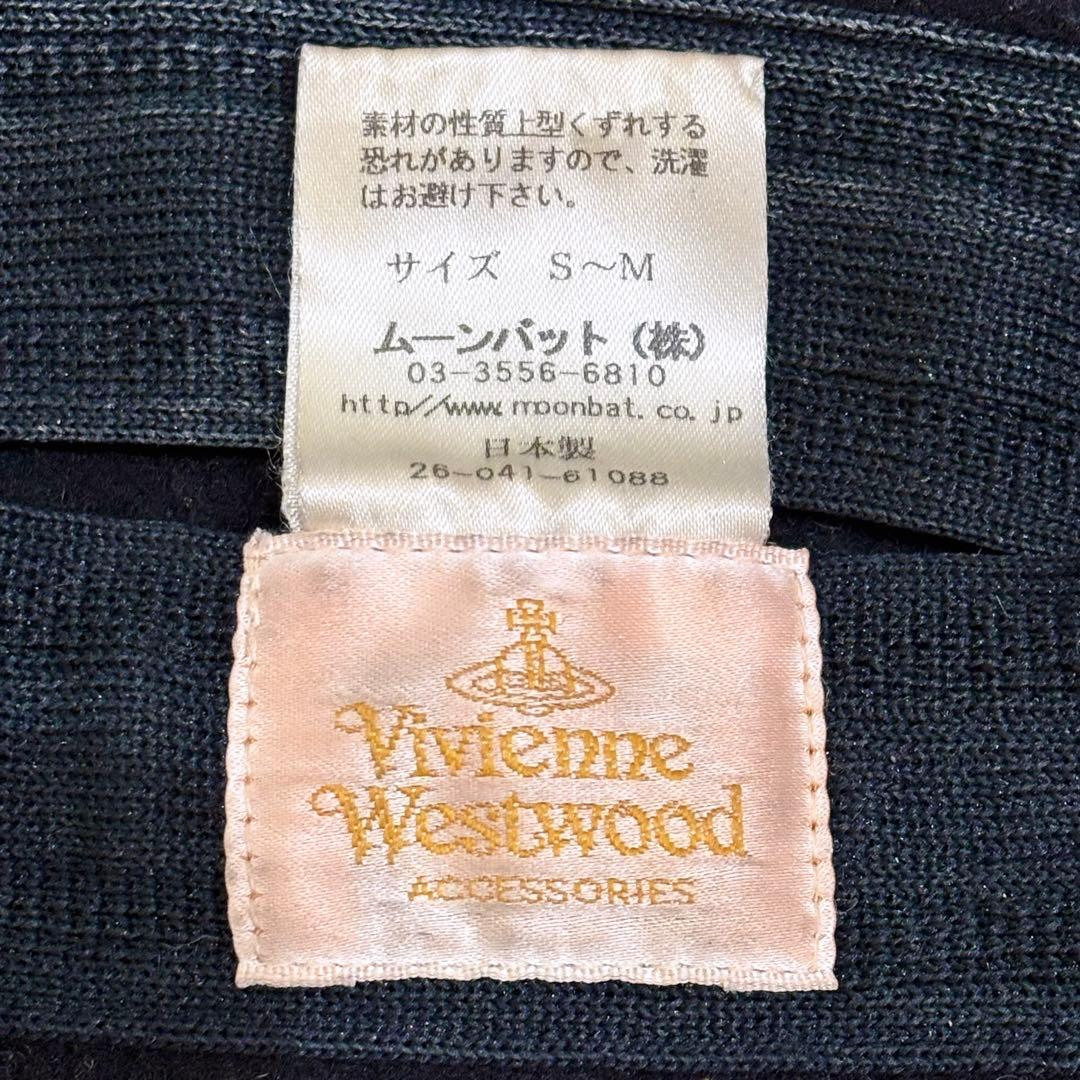 素材の性質上型くずれする
恐れがありますので、洗濯
はお避け下さい。
サイズ　S～M
ムーンバット（株）
03-3556-6810
http//www.moonbat.co.jp
日本製
26-041-61088
Vivienne
Westwood
ACCESSORIES